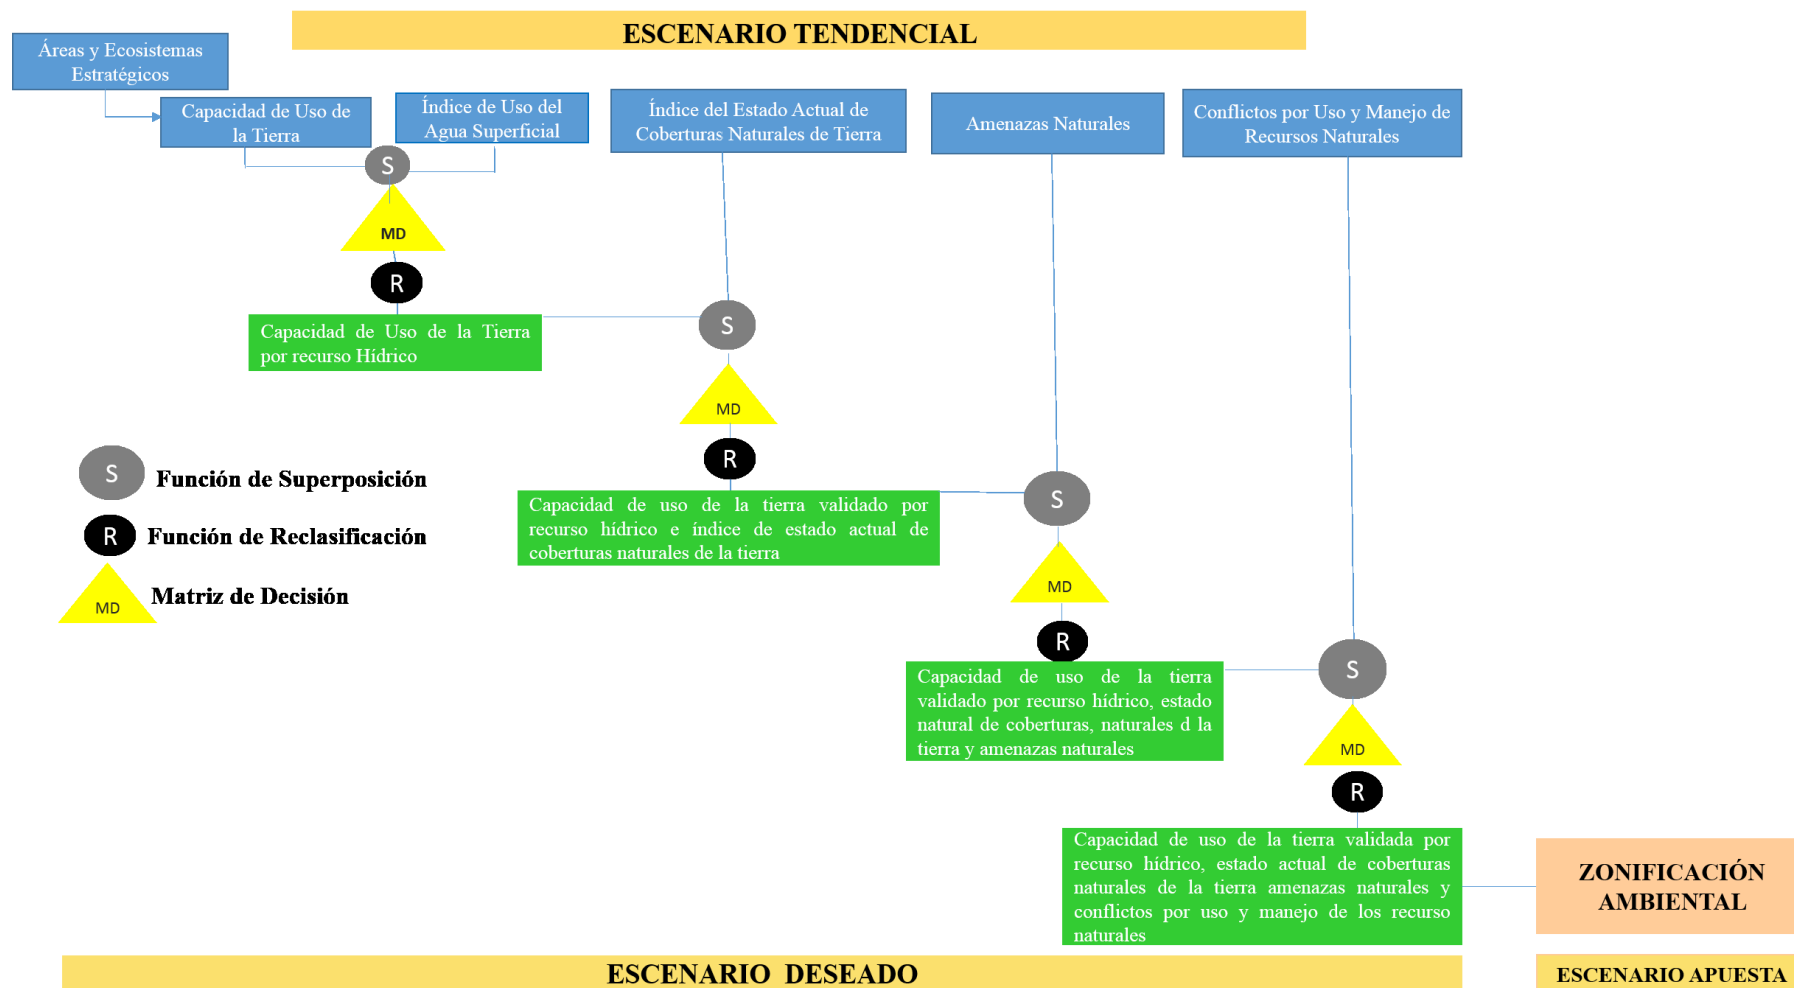 ESCENARIO TENDENCIAL
Áreas y Ecosistemas
Estratégicos
Capacidad de Uso de
la Tierra
Índice de Uso del
Agua Superficial
Índice del Estado Actual de
Coberturas Naturales de Tierra
Amenazas Naturales
Conflictos por Uso y Manejo de
Recursos Naturales
S
MD
R
Capacidad de Uso de la Tierra
por recurso Hídrico
S
MD
R
Capacidad de uso de la tierra validado por
recurso hídrico e índice de estado actual de
coberturas naturales de la tierra
S
MD
R
Capacidad de uso de la tierra
validado por recurso hídrico, estado
natural de coberturas, naturales d la
tierra y amenazas naturales
S
MD
R
Capacidad de uso de la tierra validada por
recurso hídrico, estado actual de coberturas
naturales de la tierra amenazas naturales y
conflictos por uso y manejo de los recurso
naturales
S Función de Superposición
R Función de Reclasificación
MD Matriz de Decisión
ZONIFICACIÓN
AMBIENTAL
ESCENARIO DESEADO
ESCENARIO APUESTA